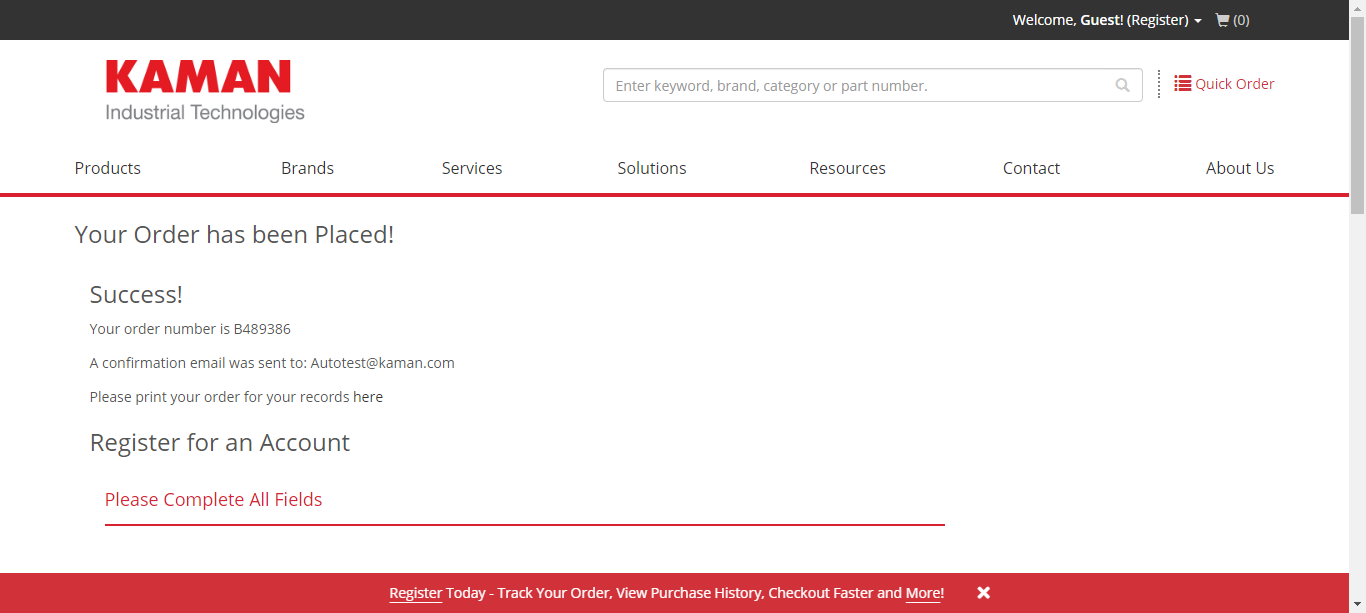 Welcome, Guest! (Register) (0)
KAMAN
Industrial Technologies
Enter keyword, brand, category or part number.
Quick Order
Products Brands Services Solutions Resources Contact About Us
Your Order has been Placed!
Success!
Your order number is B489386
A confirmation email was sent to: Autotest@kaman.com
Please print your order for your records here
Register for an Account
Please Complete All Fields
Register Today - Track Your Order, View Purchase History, Checkout Faster and More!